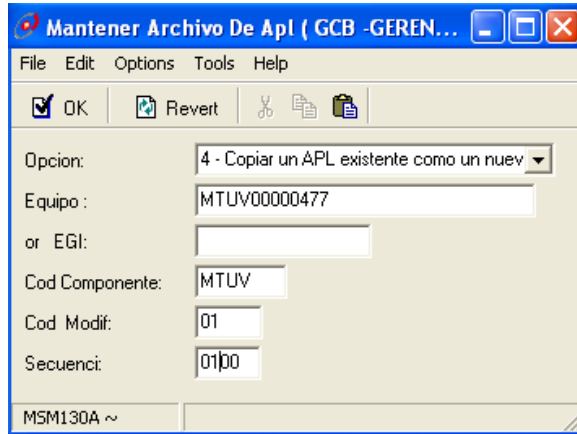 Mantener Archivo De Apl ( GCB -GEREN...
File Edit Options Tools Help
OK Revert
Opcion: 4 - Copiar un APL existente como un nuev
Equipo : MTUV00000477
or EGI:
Cod Componente: MTUV
Cod Modif: 01
Secuenci: 0100
MSM130A ~